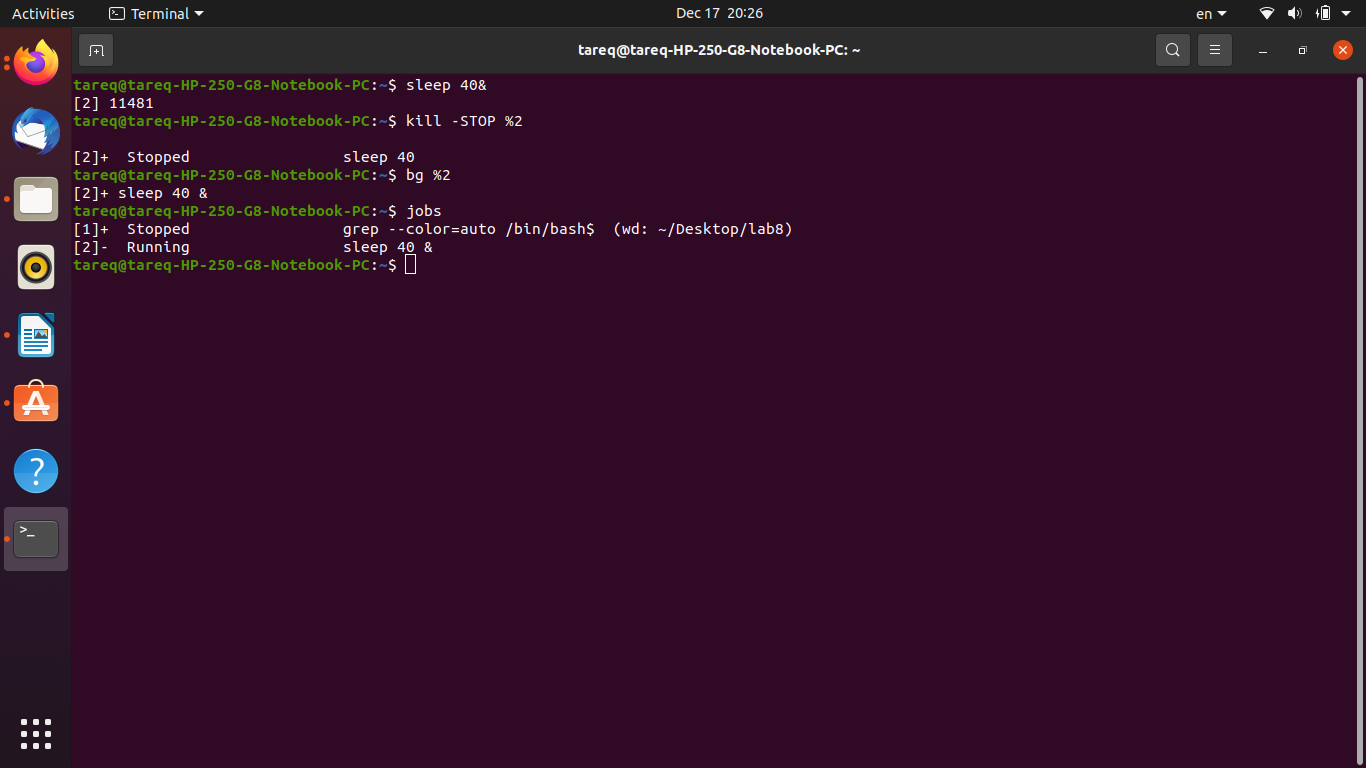 Activities Terminal Dec 17 20:26 en
tareq@tareq-HP-250-G8-Notebook-PC: ~
tareq@tareq-HP-250-G8-Notebook-PC:~$ sleep 40&
[2] 11481
tareq@tareq-HP-250-G8-Notebook-PC:~$ kill -STOP %2
[2]+  Stopped                 sleep 40
tareq@tareq-HP-250-G8-Notebook-PC:~$ bg %2
[2]+ sleep 40 &
tareq@tareq-HP-250-G8-Notebook-PC:~$ jobs
[1]+  Stopped                 grep --color=auto /bin/bash$  (wd: ~/Desktop/lab8)
[2]-  Running                 sleep 40 &
tareq@tareq-HP-250-G8-Notebook-PC:~$